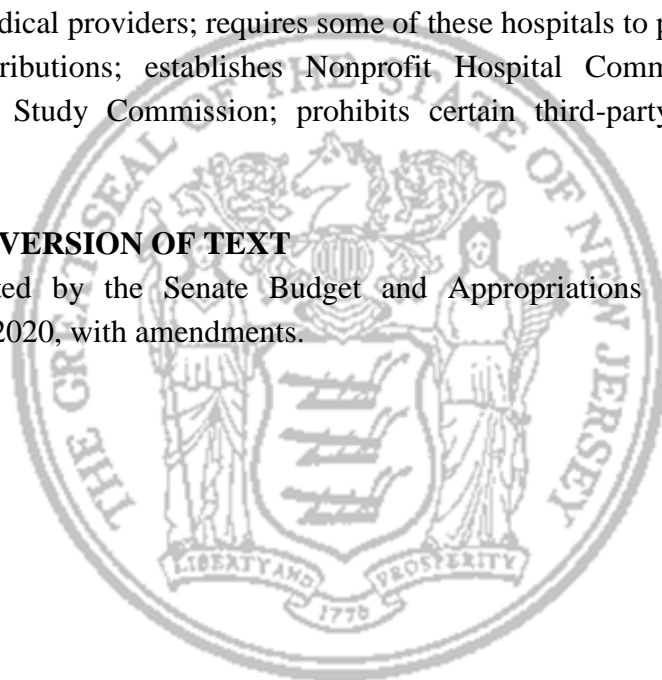 dical providers; requires some of these hospitals to p
ributions; establishes Nonprofit Hospital Comm
Study Commission; prohibits certain third-party
VERSION OF TEXT
ted by the Senate Budget and Appropriations
2020, with amendments.
THE GREAT SEAL OF THE STATE OF NEW JERSEY
LIBERTY AND PROSPERITY
1776